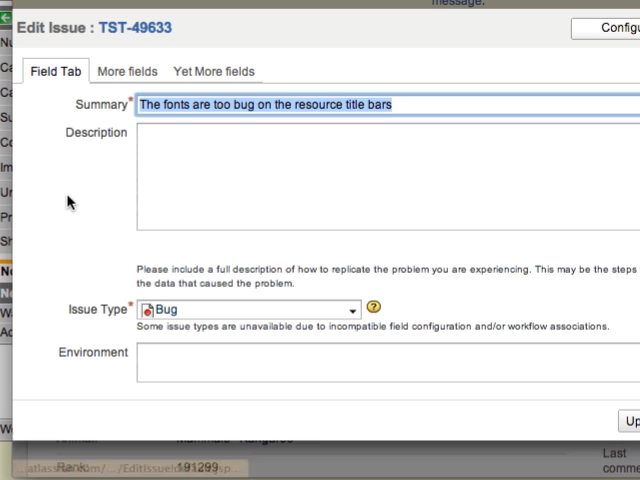 message.
Edit Issue : TST-49633
Configu
Field Tab More fields Yet More fields
Summary* The fonts are too bug on the resource title bars
Description
Please include a full description of how to replicate the problem you are experiencing. This may be the steps
the data that caused the problem.
Issue Type* Bug
Some issue types are unavailable due to incompatible field configuration and/or workflow associations.
Environment
Up
Rank: 191299
Last
comme